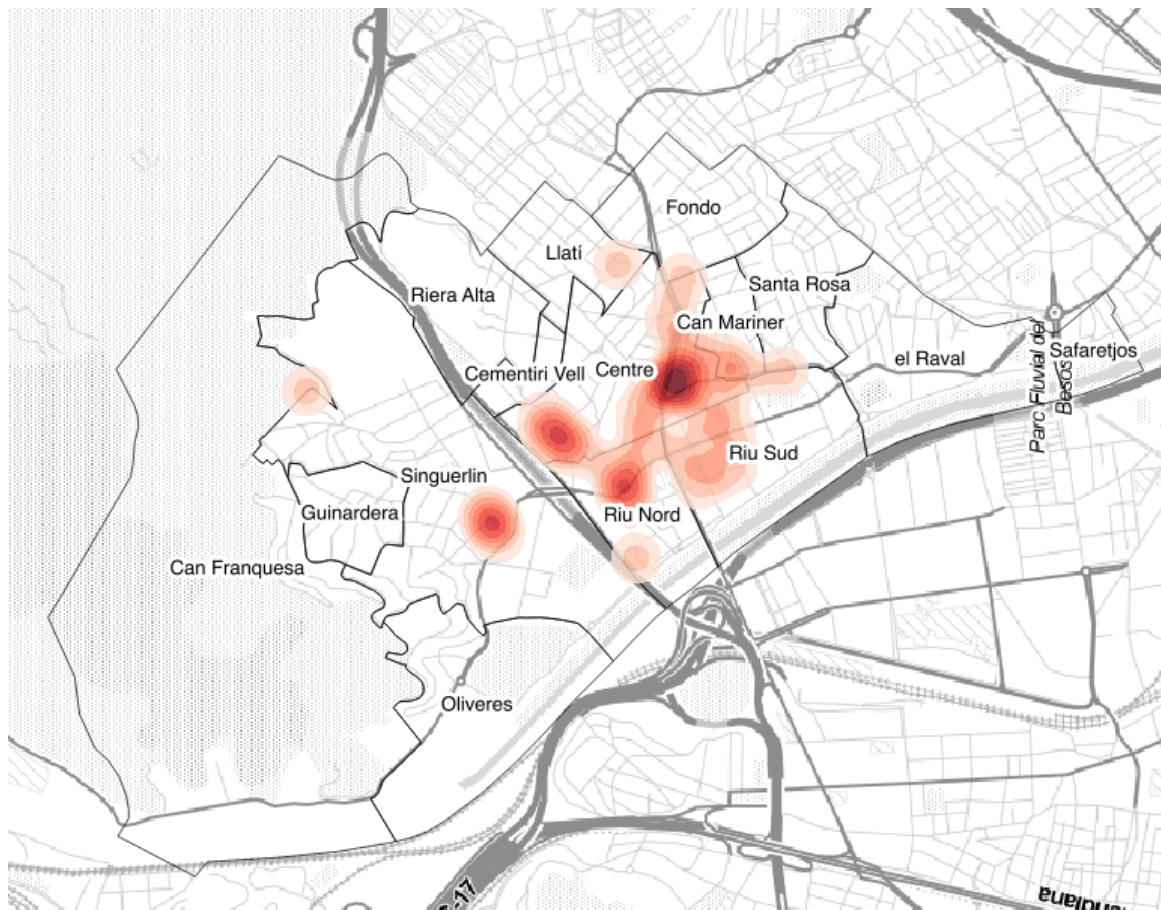 Fondo
Llatí
Santa Rosa
Riera Alta
Can Mariner
Parc Fluvial del
Besòs
Safaretjos
el Raval
Centre
Cementiri Vell
Riu Sud
Singuerlin
Guinardera
Riu Nord
Can Franquesa
Oliveres